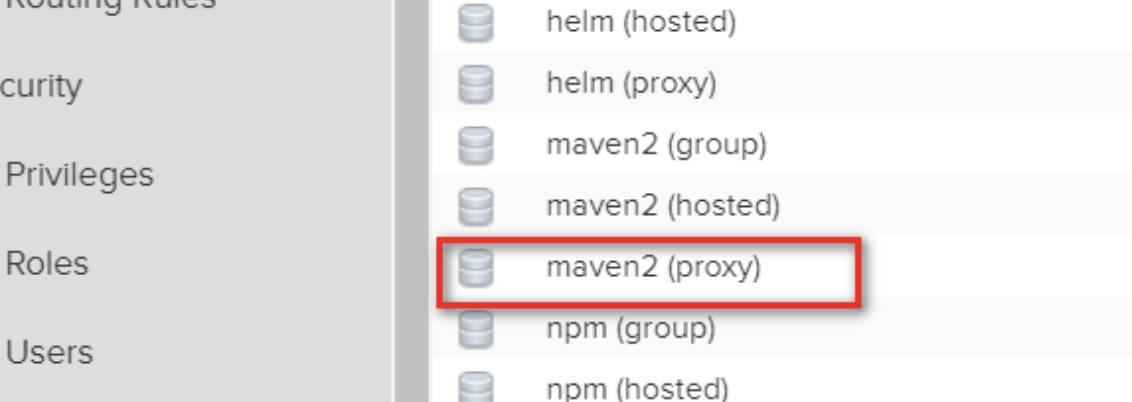 Routing Rules
curity
Privileges
Roles
Users
helm (hosted)
helm (proxy)
maven2 (group)
maven2 (hosted)
maven2 (proxy)
npm (group)
npm (hosted)